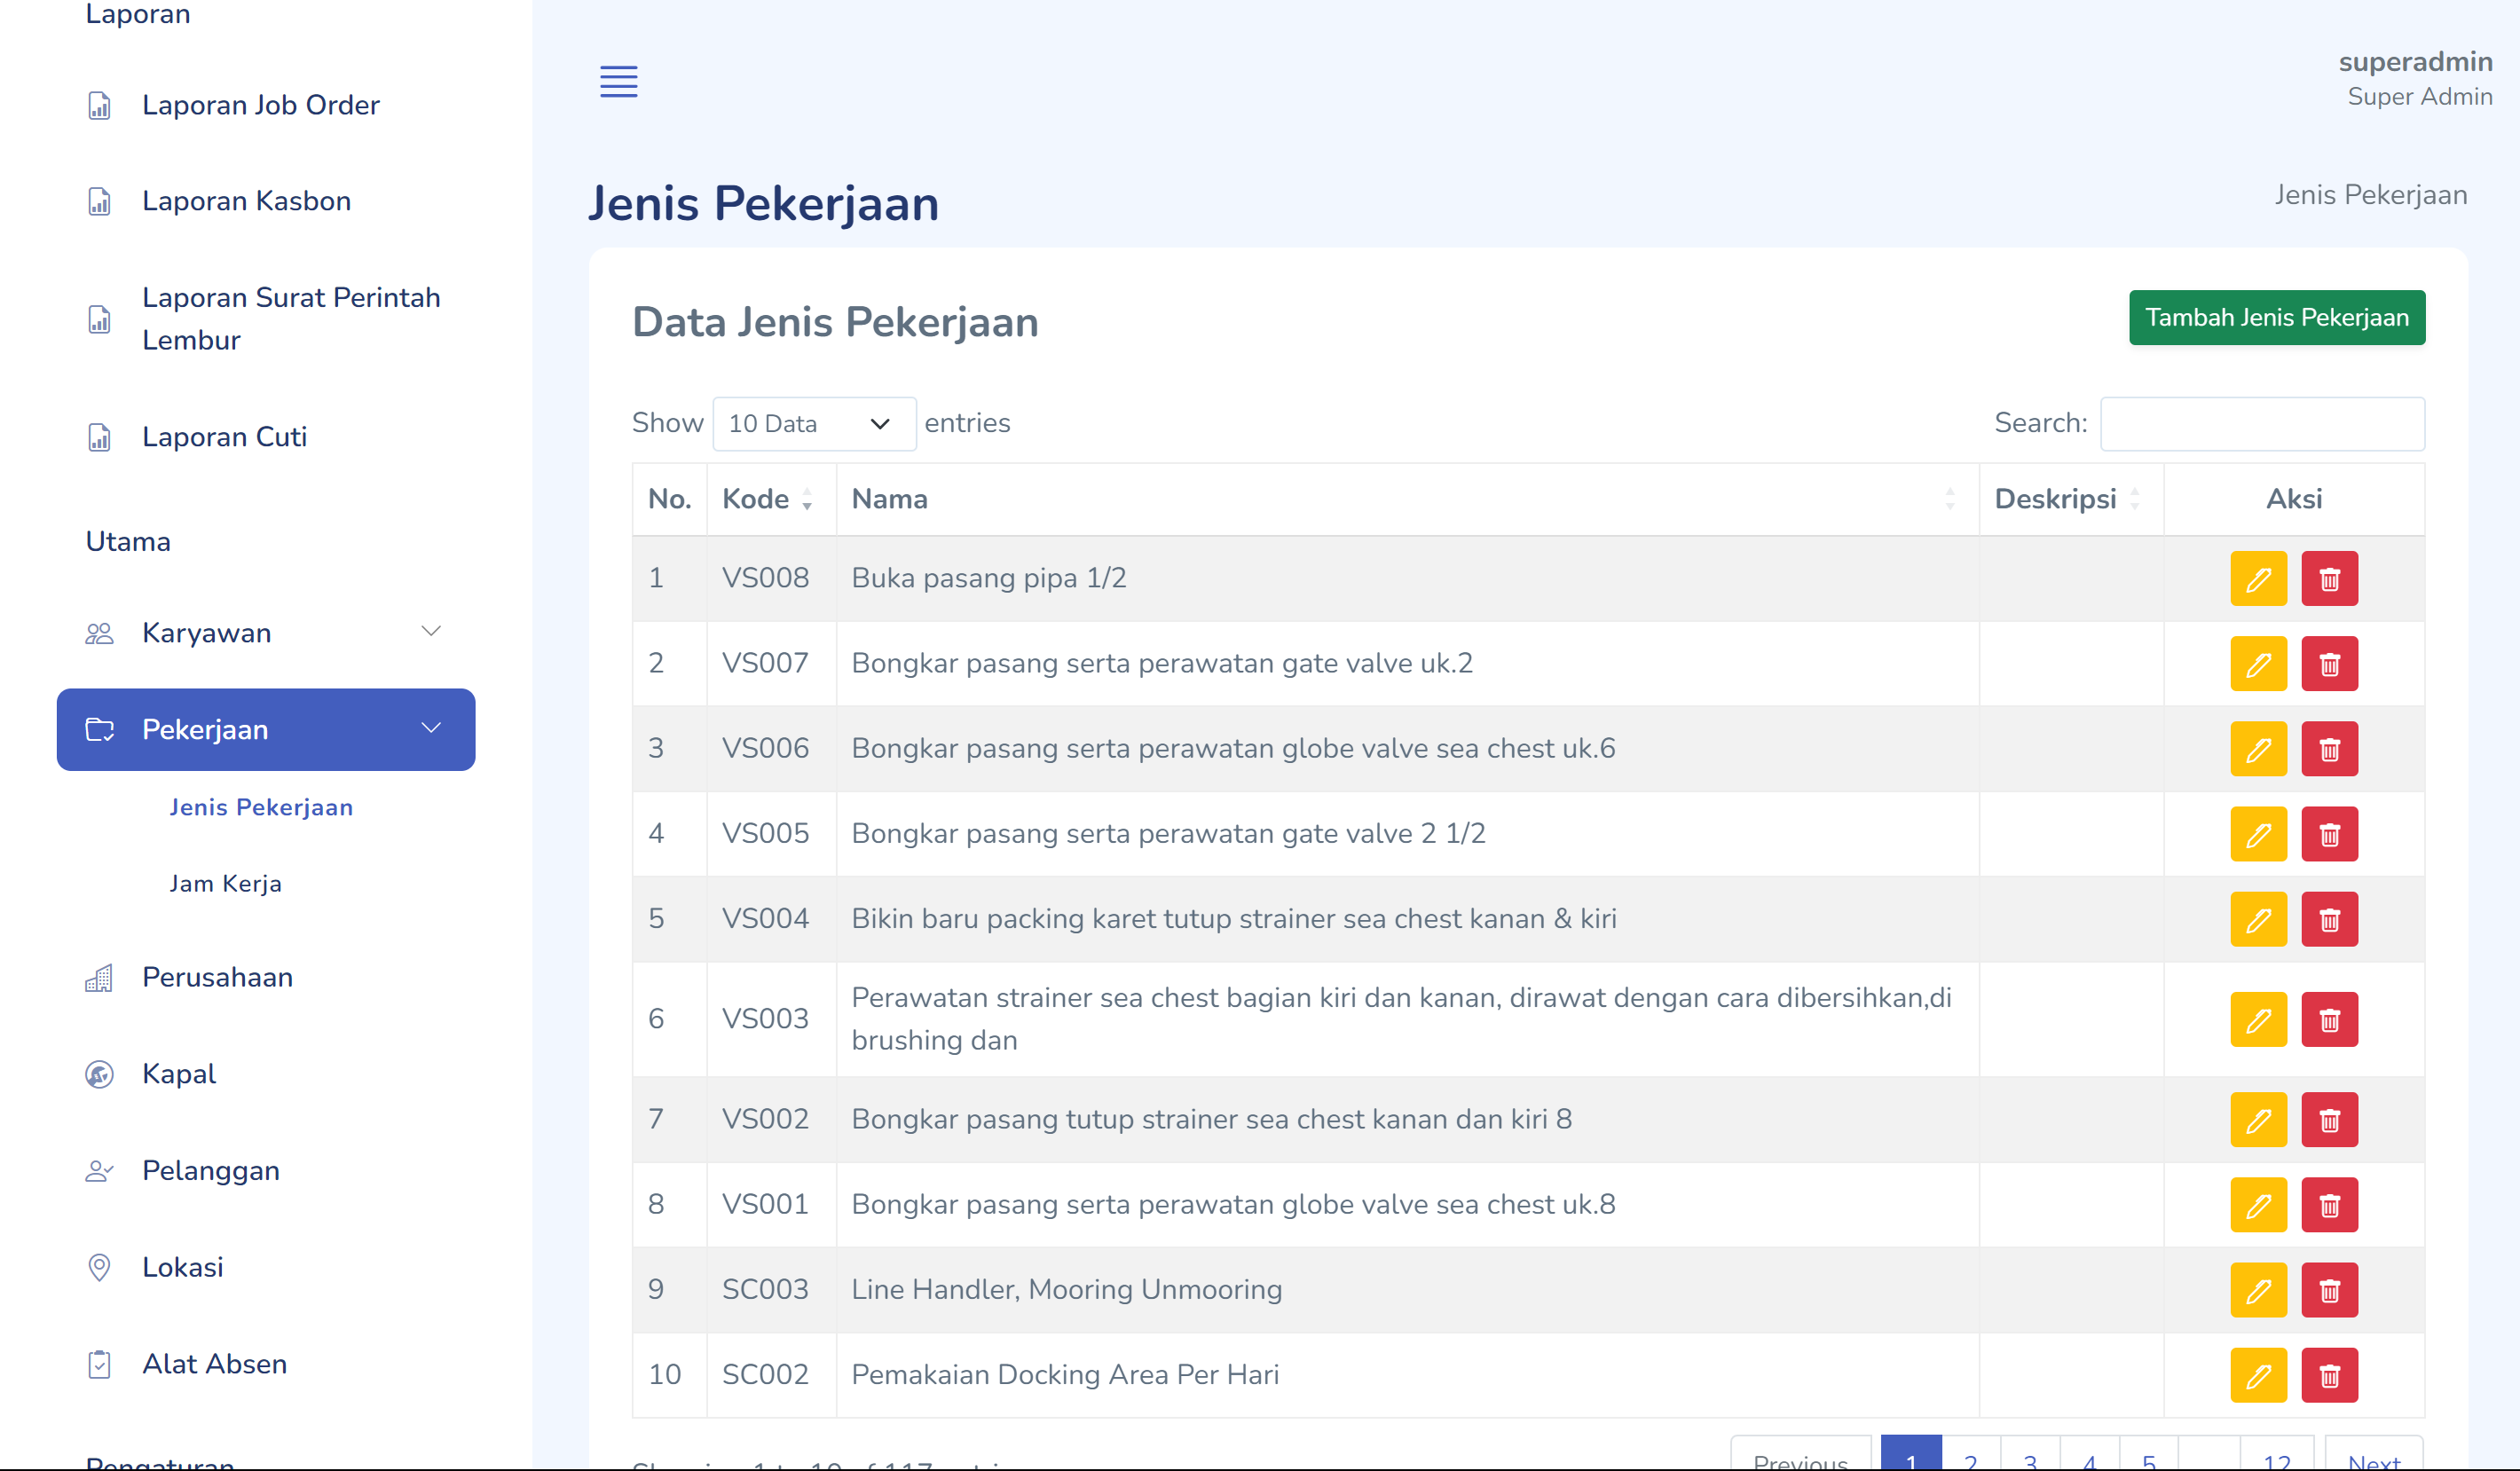 Laporan
Laporan Job Order
Laporan Kasbon
Laporan Surat Perintah
Lembur
Laporan Cuti
Utama
Karyawan
Pekerjaan
Jenis Pekerjaan
Jam Kerja
Perusahaan
Kapal
Pelanggan
Lokasi
Alat Absen
Pengaturan
superadmin
Super Admin
Jenis Pekerjaan
Jenis Pekerjaan
Data Jenis Pekerjaan
Tambah Jenis Pekerjaan
Show 10 Data entries
Search:
No. Kode Nama Deskripsi Aksi
1 VS008 Buka pasang pipa 1/2
2 VS007 Bongkar pasang serta perawatan gate valve uk.2
3 VS006 Bongkar pasang serta perawatan globe valve sea chest uk.6
4 VS005 Bongkar pasang serta perawatan gate valve 2 1/2
5 VS004 Bikin baru packing karet tutup strainer sea chest kanan & kiri
6 VS003 Perawatan strainer sea chest bagian kiri dan kanan, dirawat dengan cara dibersihkan,di
brushing dan
7 VS002 Bongkar pasang tutup strainer sea chest kanan dan kiri 8
8 VS001 Bongkar pasang serta perawatan globe valve sea chest uk.8
9 SC003 Line Handler, Mooring Unmooring
10 SC002 Pemakaian Docking Area Per Hari
Showing 1 to 10 of 117 entries
Previous 1 2 3 4 5 12 Next